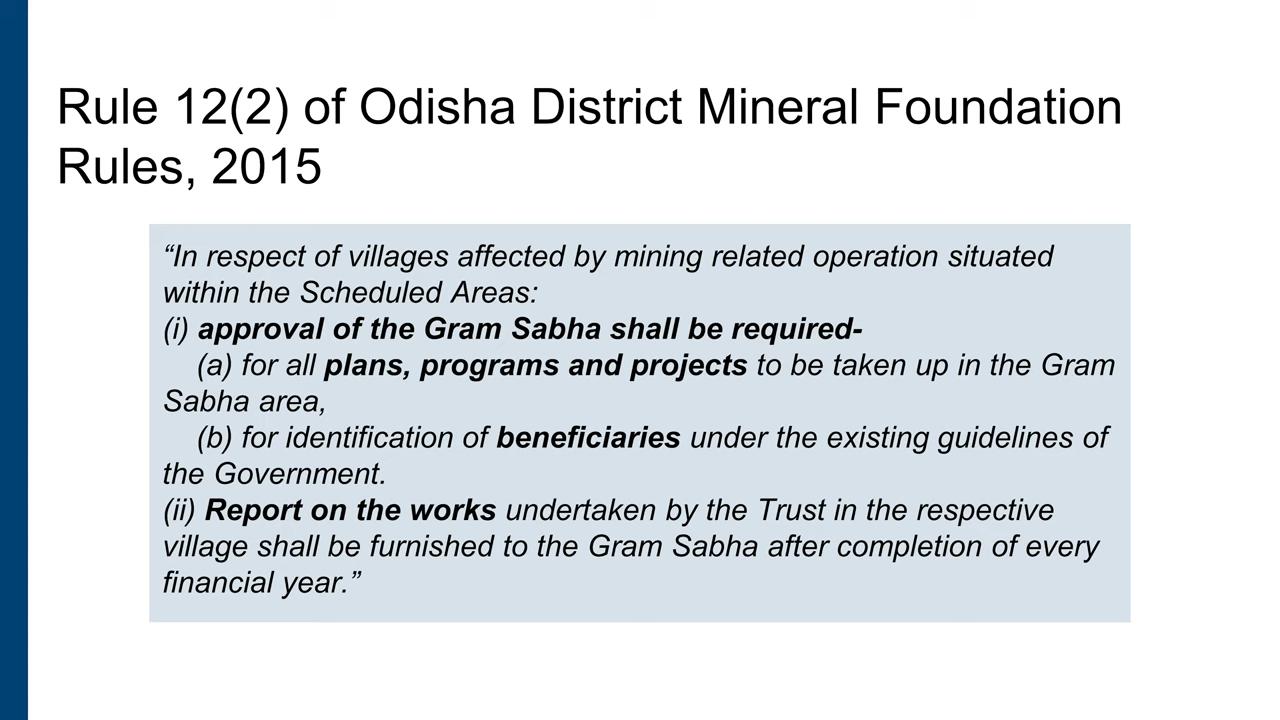 Rule 12(2) of Odisha District Mineral Foundation
Rules, 2015
“In respect of villages affected by mining related operation situated
within the Scheduled Areas:
(i) approval of the Gram Sabha shall be required-
(a) for all plans, programs and projects to be taken up in the Gram
Sabha area,
(b) for identification of beneficiaries under the existing guidelines of
the Government.
(ii) Report on the works undertaken by the Trust in the respective
village shall be furnished to the Gram Sabha after completion of every
financial year.”